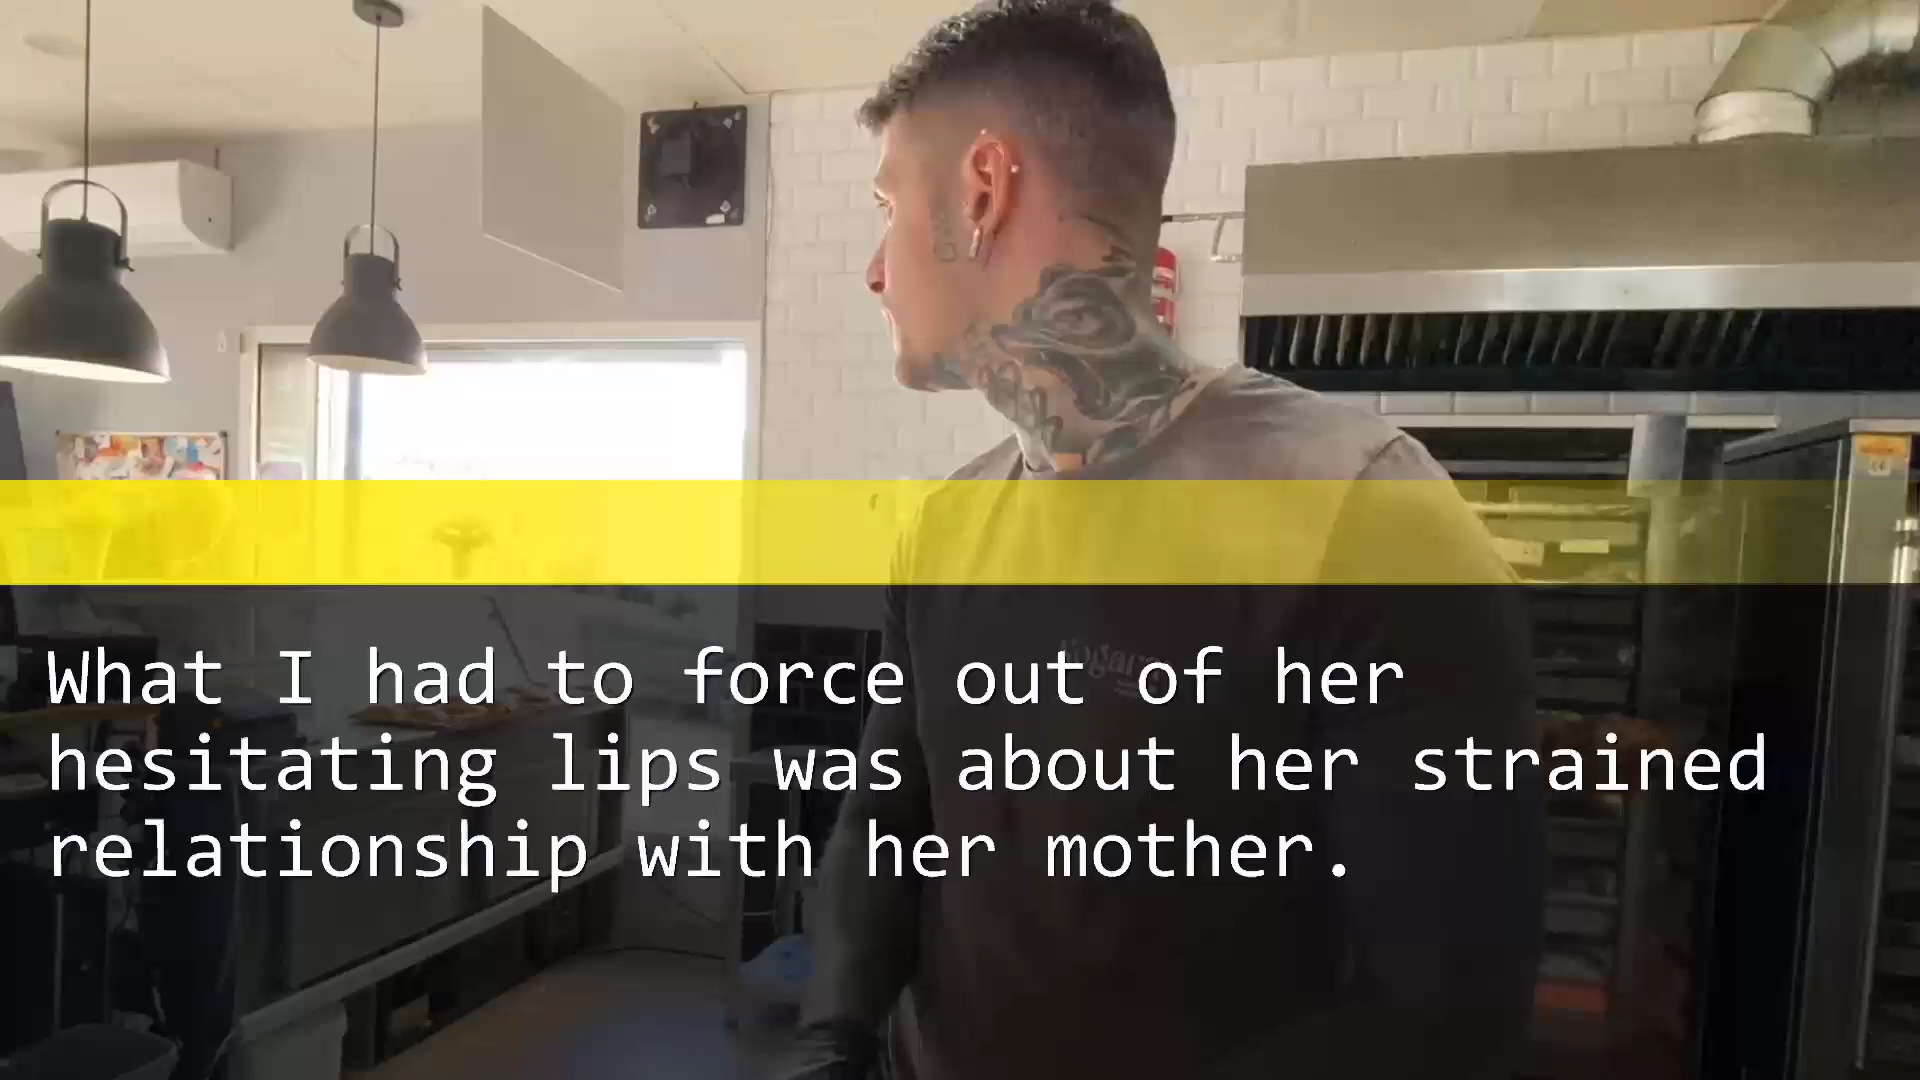 What I had to force out of her
hesitating lips was about her strained
relationship with her mother.